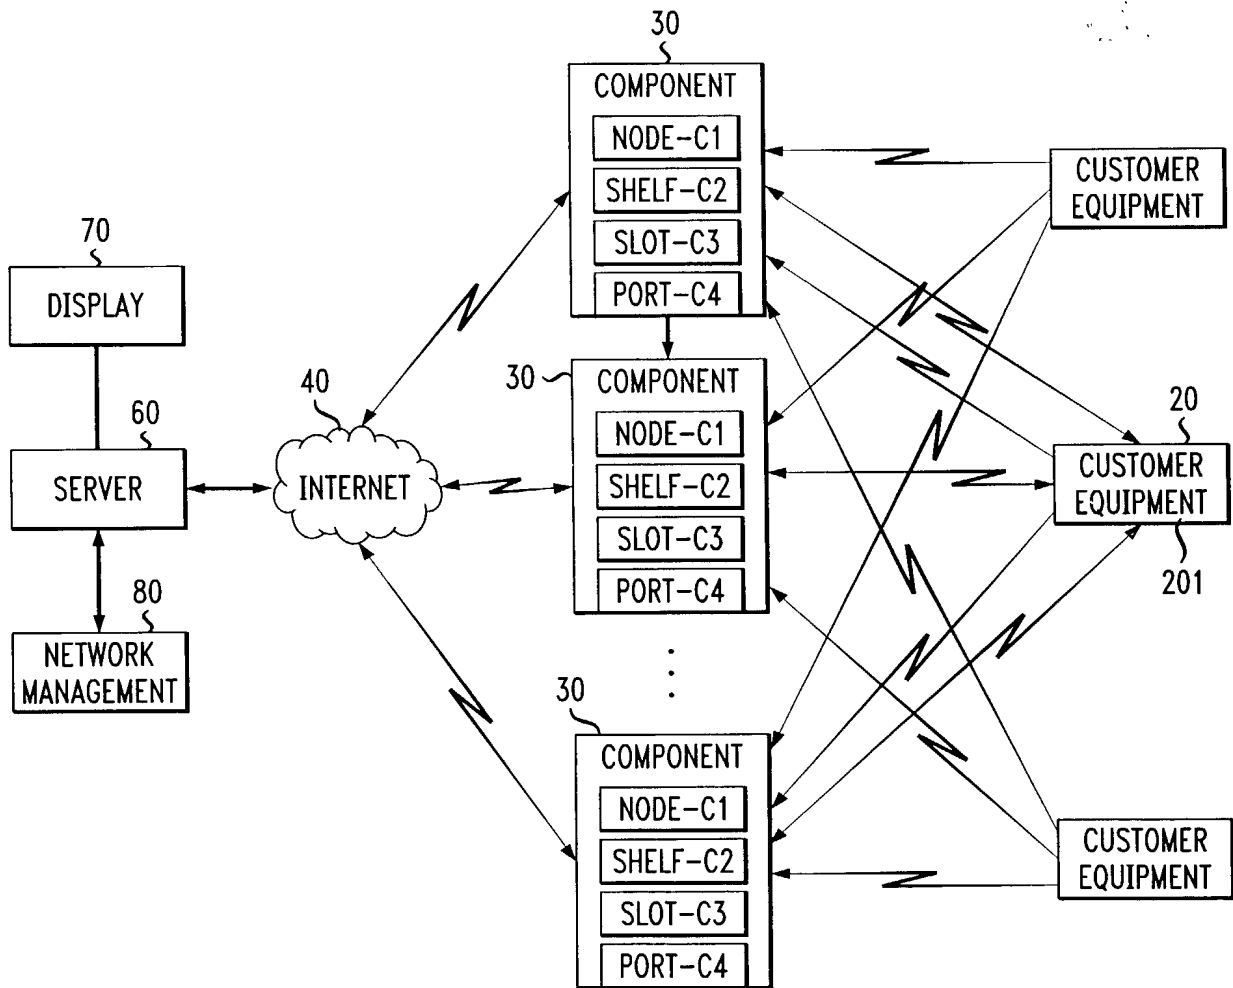 30
COMPONENT
NODE-C1
SHELF-C2
SLOT-C3
PORT-C4
CUSTOMER
EQUIPMENT
70
DISPLAY
60
SERVER
40
INTERNET
80
NETWORK
MANAGEMENT
30
COMPONENT
NODE-C1
SHELF-C2
SLOT-C3
PORT-C4
20
CUSTOMER
EQUIPMENT
201
30
COMPONENT
NODE-C1
SHELF-C2
SLOT-C3
PORT-C4
CUSTOMER
EQUIPMENT